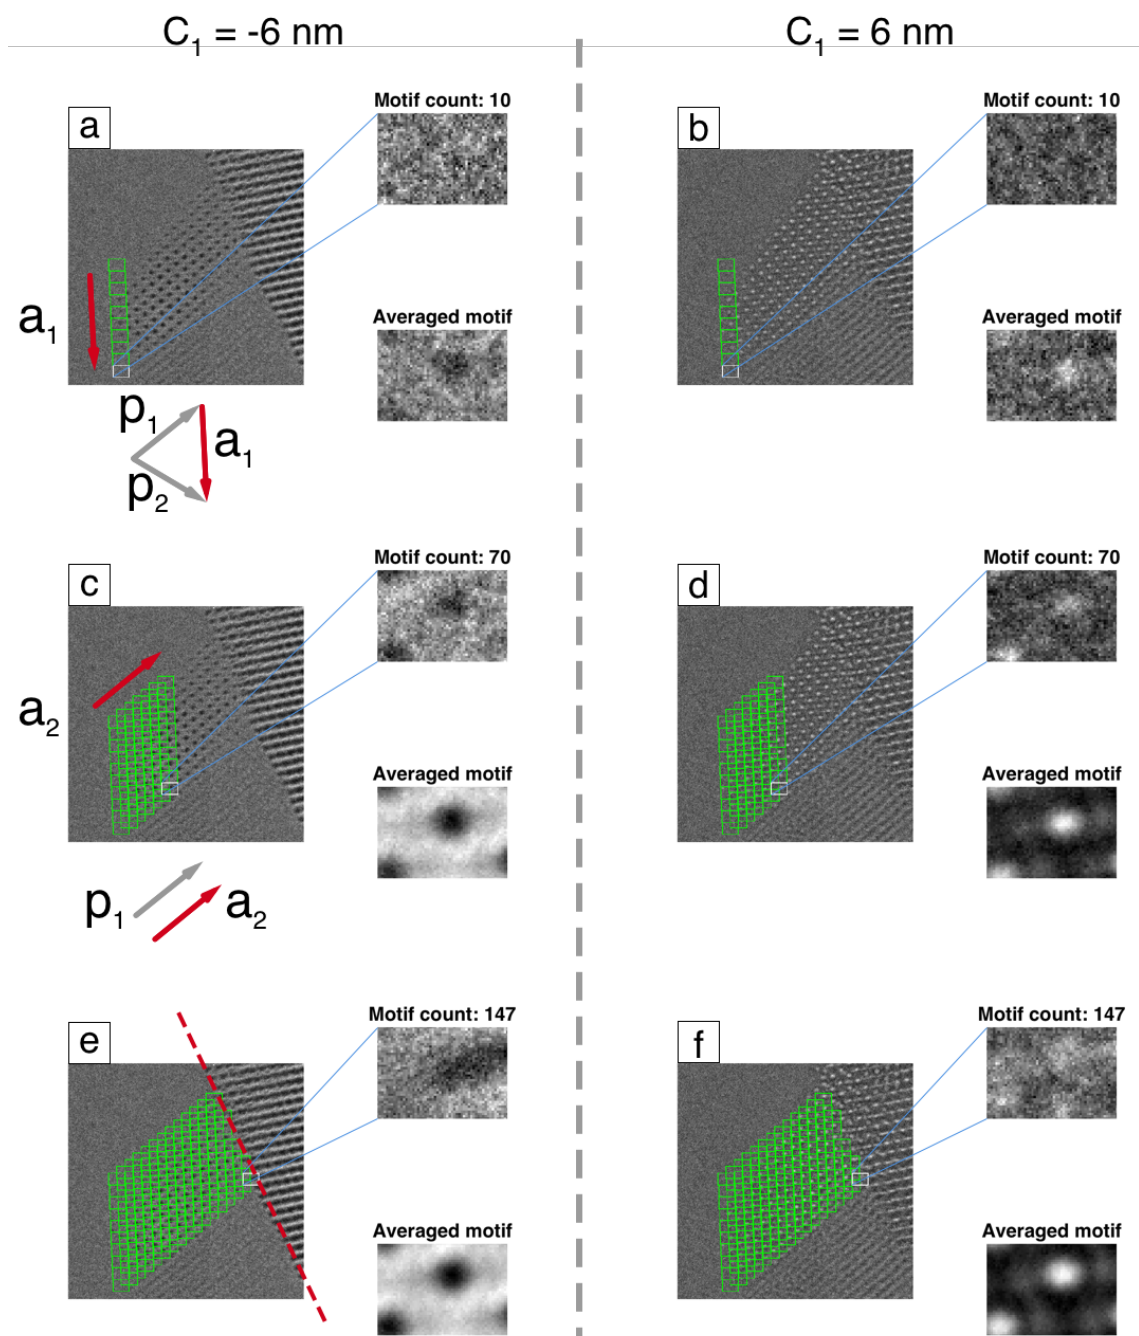 C₁ = -6 nm
C₁ = 6 nm
a
Motif count: 10
b
Motif count: 10
a₁
Averaged motif
Averaged motif
p₁
a₁
p₂
c
Motif count: 70
d
Motif count: 70
a₂
Averaged motif
Averaged motif
p₁
a₂
e
Motif count: 147
f
Motif count: 147
Averaged motif
Averaged motif